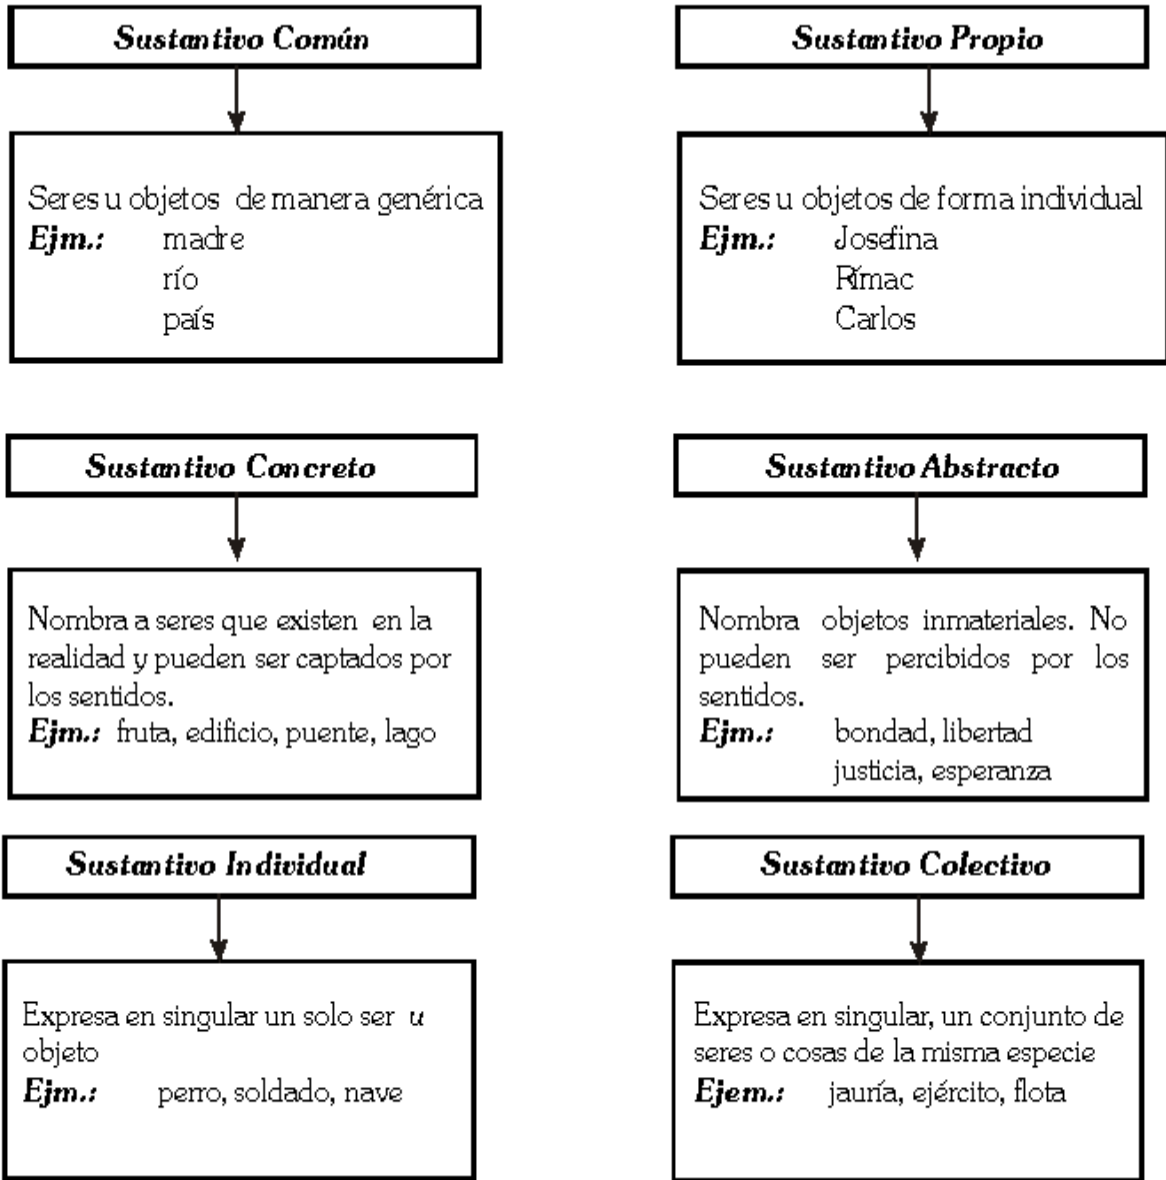 Sustantivo Común
Seres u objetos de manera genérica
Ejm.: madre
río
país
Sustantivo Propio
Seres u objetos de forma individual
Ejm.: Josefina
Rímac
Carlos
Sustantivo Concreto
Nombra a seres que existen en la
realidad y pueden ser captados por
los sentidos.
Ejm.: fruta, edificio, puente, lago
Sustantivo Abstracto
Nombra objetos inmateriales. No
pueden ser percibidos por los
sentidos.
Ejm.: bondad, libertad
justicia, esperanza
Sustantivo Individual
Expresa en singular un solo ser u
objeto
Ejm.: perro, soldado, nave
Sustantivo Colectivo
Expresa en singular, un conjunto de
seres o cosas de la misma especie
Ejem.: jauría, ejército, flota